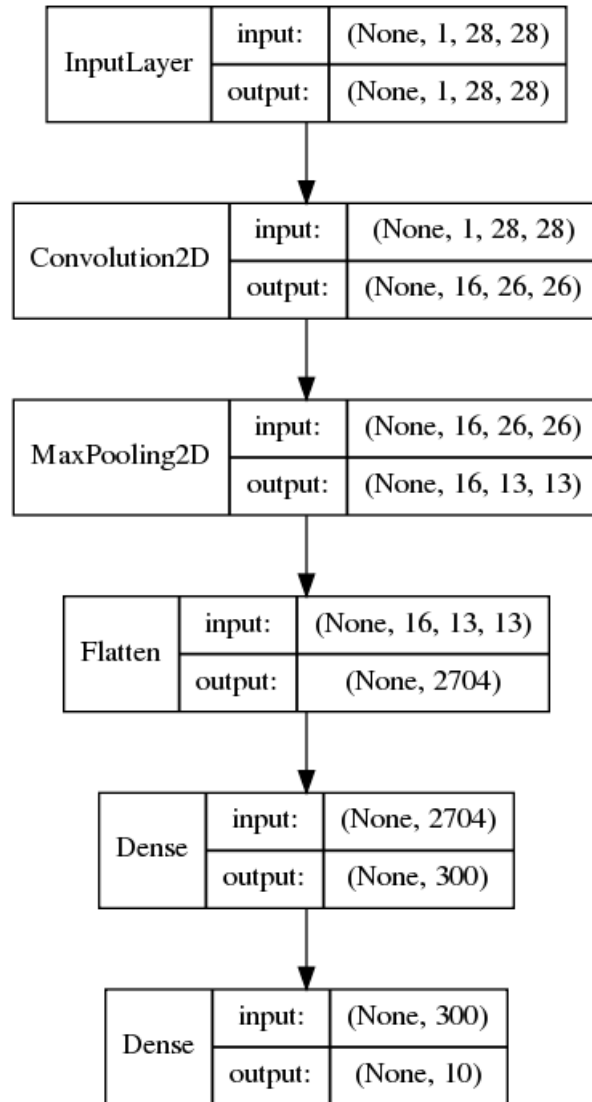 InputLayer
input: (None, 1, 28, 28)
output: (None, 1, 28, 28)
Convolution2D
input: (None, 1, 28, 28)
output: (None, 16, 26, 26)
MaxPooling2D
input: (None, 16, 26, 26)
output: (None, 16, 13, 13)
Flatten
input: (None, 16, 13, 13)
output: (None, 2704)
Dense
input: (None, 2704)
output: (None, 300)
Dense
input: (None, 300)
output: (None, 10)